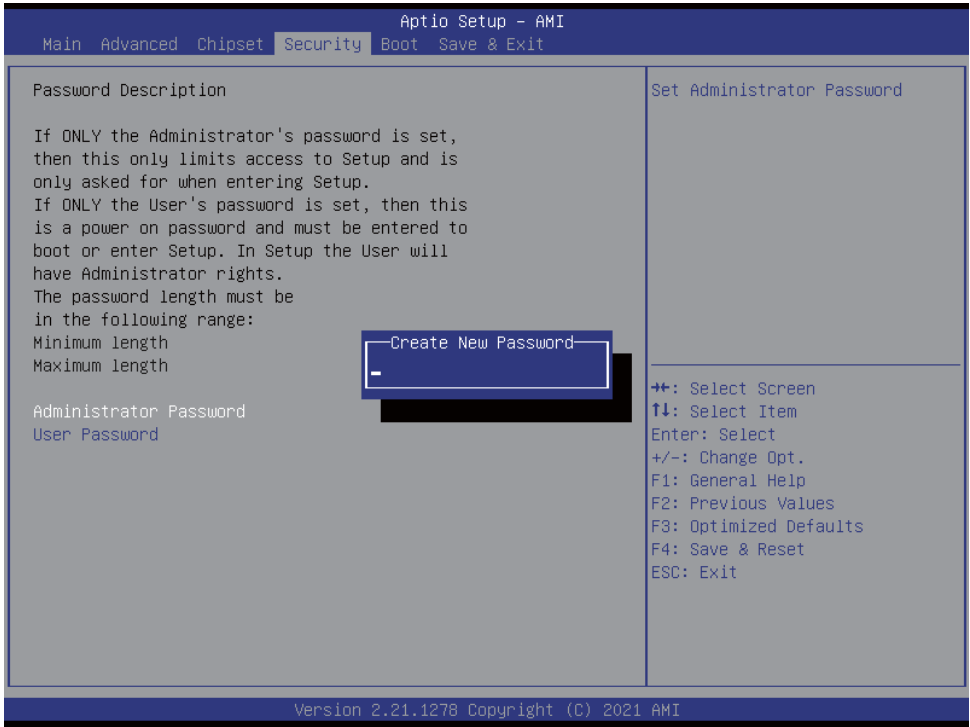 Aptio Setup – AMI
Main Advanced Chipset Security Boot Save & Exit
Password Description
If ONLY the Administrator's password is set,
then this only limits access to Setup and is
only asked for when entering Setup.
If ONLY the User's password is set, then this
is a power on password and must be entered to
boot or enter Setup. In Setup the User will
have Administrator rights.
The password length must be
in the following range:
Minimum length
Maximum length
Administrator Password
User Password
Create New Password
Set Administrator Password
→←: Select Screen
↑↓: Select Item
Enter: Select
+/-: Change Opt.
F1: General Help
F2: Previous Values
F3: Optimized Defaults
F4: Save & Reset
ESC: Exit
Version 2.21.1278 Copyright (C) 2021 AMI